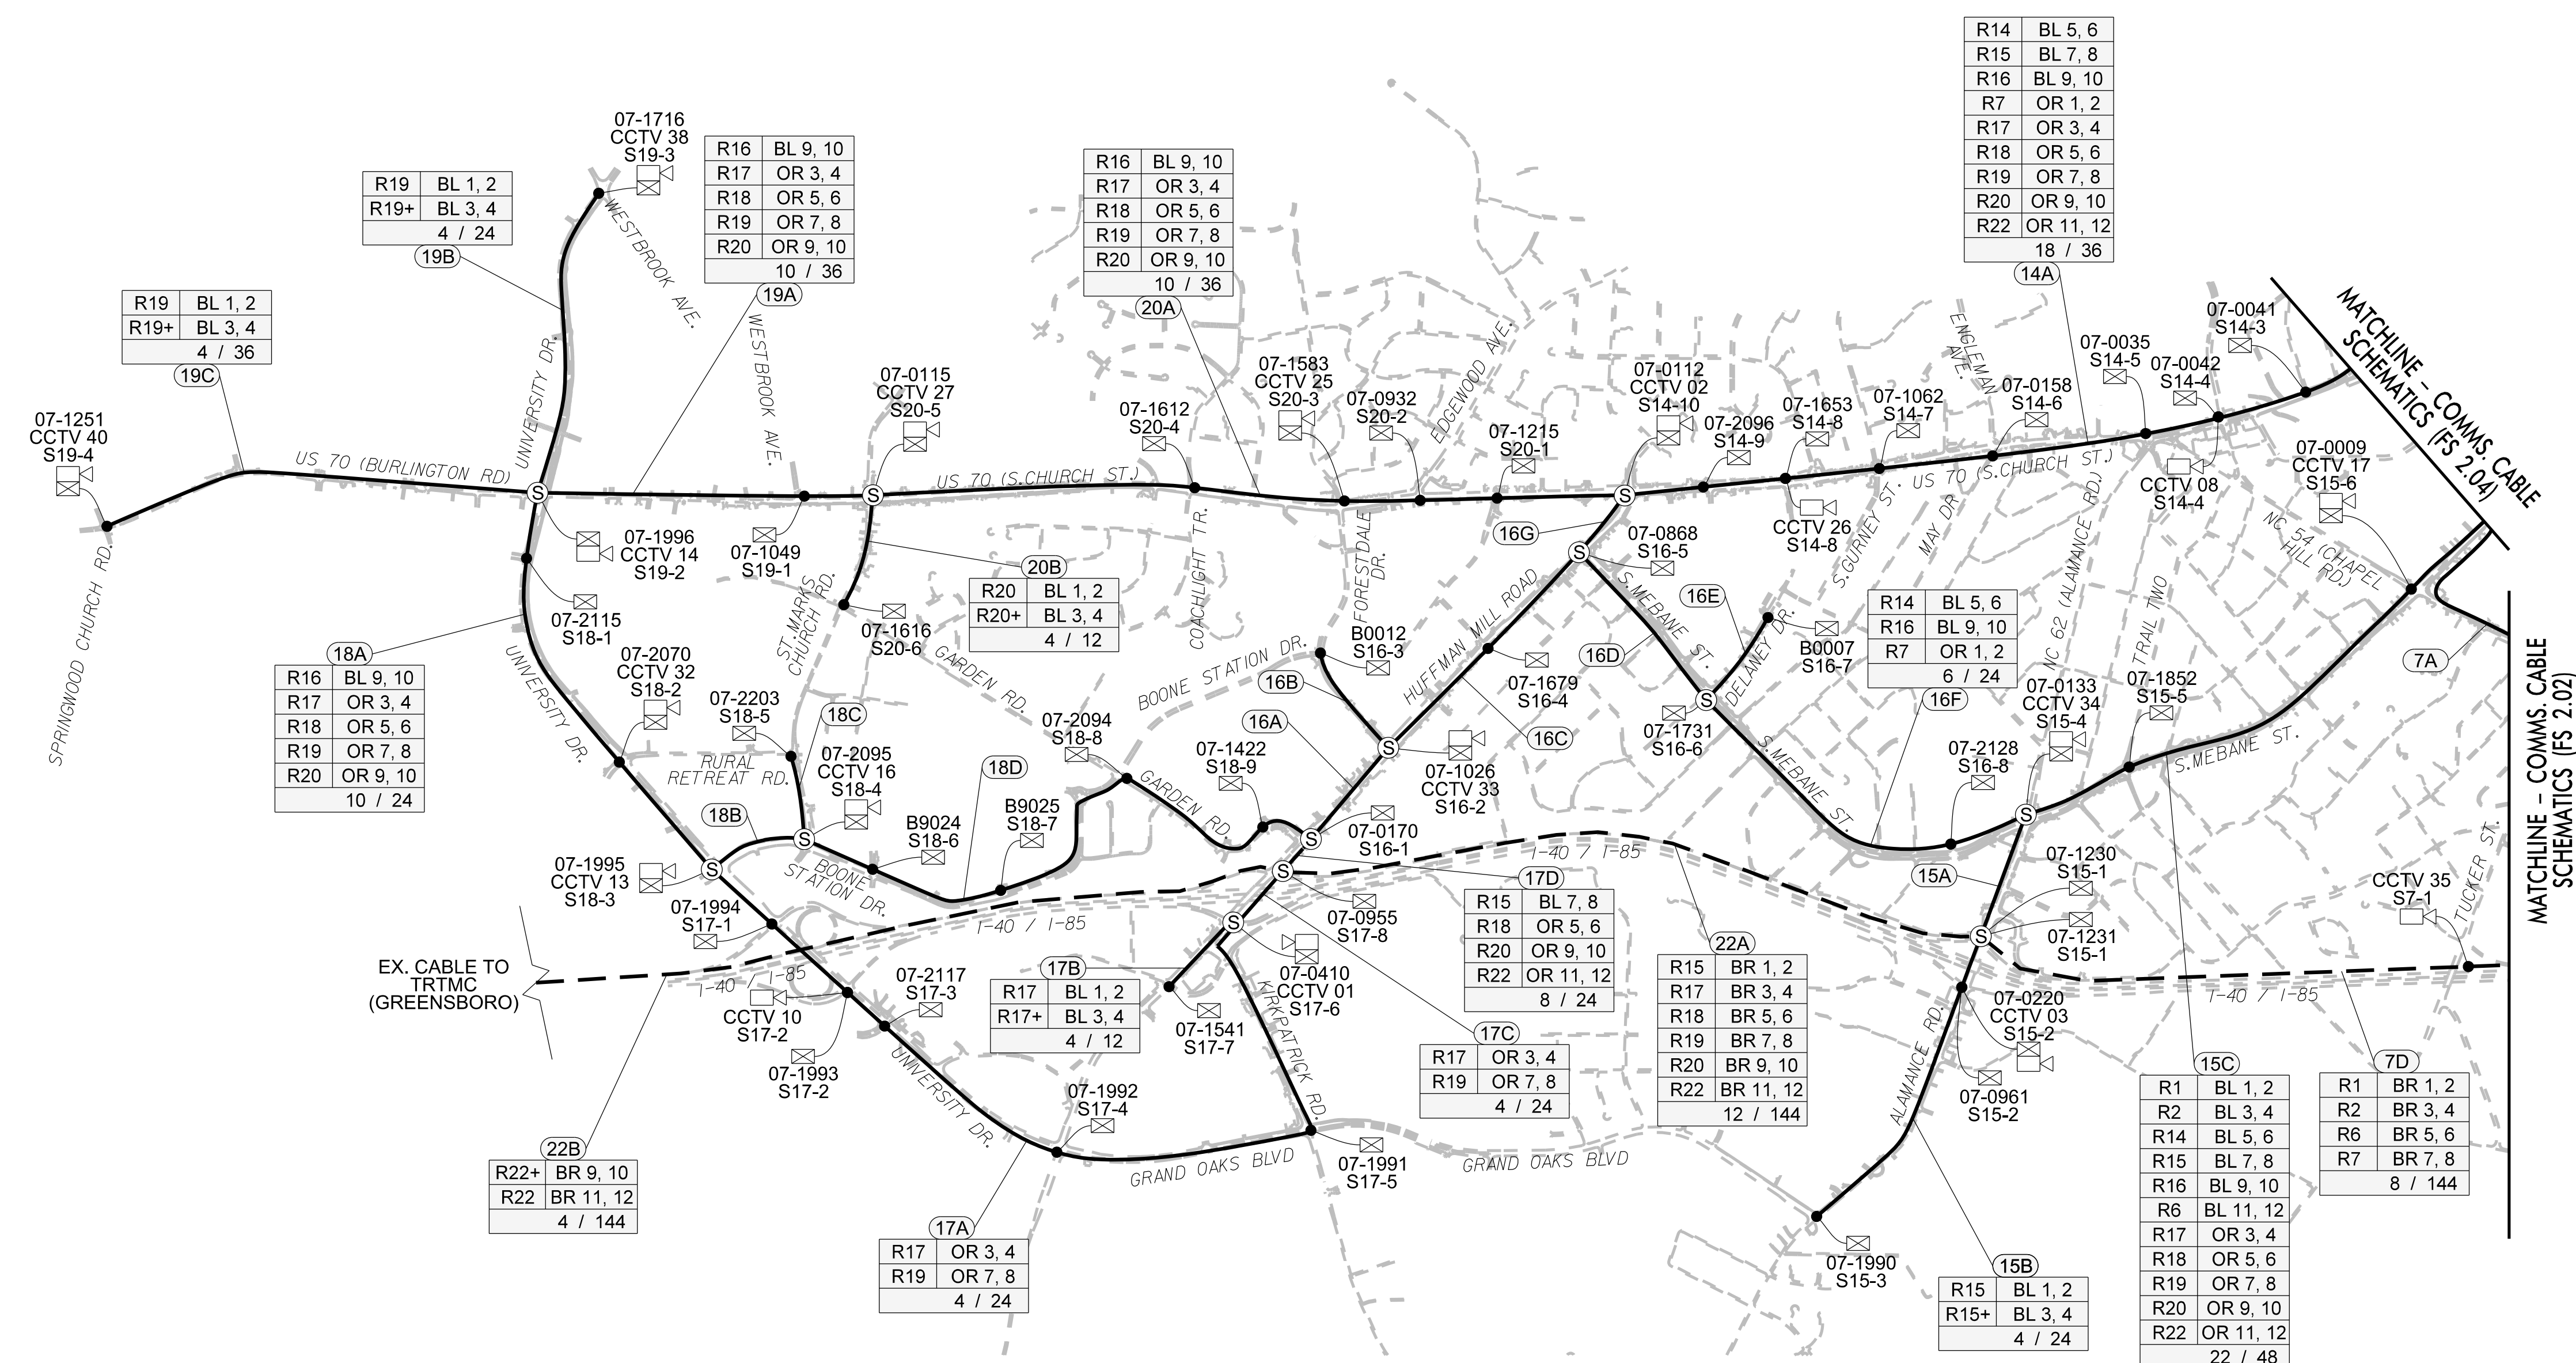 R14 BL 5, 6
R15 BL 7, 8
R16 BL 9, 10
R7 OR 1, 2
R17 OR 3, 4
R18 OR 5, 6
R19 OR 7, 8
R20 OR 9, 10
R22 OR 11, 12
18 / 36
14A
07-1716
CCTV 38
S19-3
R19 BL 1, 2
R19+ BL 3, 4
4 / 24
19B
R16 BL 9, 10
R17 OR 3, 4
R18 OR 5, 6
R19 OR 7, 8
R20 OR 9, 10
10 / 36
19A
R16 BL 9, 10
R17 OR 3, 4
R18 OR 5, 6
R19 OR 7, 8
R20 OR 9, 10
10 / 36
20A
R19 BL 1, 2
R19+ BL 3, 4
4 / 36
19C
WESTBROOK AVE.
WESTBROOK AVE.
UNIVERSITY DR.
07-1251
CCTV 40
S19-4
US 70 (BURLINGTON RD)
SPRINGWOOD CHURCH RD.
07-0115
CCTV 27
S20-5
07-1612
S20-4
07-1583
CCTV 25
S20-3
07-0932
S20-2
EDGEWOOD AVE.
07-1215
S20-1
07-0112
CCTV 02
S14-10
07-2096
S14-9
07-1653
S14-8
07-1062
S14-7
ENGLEMAN
AVE.
07-0158
S14-6
07-0035
S14-5
07-0042
S14-4
07-0041
S14-3
MATCHLINE - COMMS. CABLE
SCHEMATICS (FS 2.04)
US 70 (S.CHURCH ST.)
US 70 (S.CHURCH ST.)
CCTV 08
S14-4
CCTV 26
S14-8
07-0009
CCTV 17
S15-6
NC 54 (CHAPEL
HILL RD.)
07-1996
CCTV 14
S19-2
07-1049
S19-1
07-2115
S18-1
20B
R20 BL 1, 2
R20+ BL 3, 4
4 / 12
07-1616
S20-6
ST.MARKS
CHURCH RD.
GARDEN RD.
COACHLIGHT TR.
FORESTDALE
DR.
16G
07-0868
S16-5
HUFFMAN MILL ROAD
S.MEBANE ST.
16E
16D
DELANEY DR.
B0007
S16-7
S.GURNEY ST.
MAY DR
NC 62 (ALAMANCE RD.)
TRAIL TWO
R14 BL 5, 6
R16 BL 9, 10
R7 OR 1, 2
6 / 24
16F
7A
MATCHLINE - COMMS. CABLE
SCHEMATICS (FS 2.02)
18A
R16 BL 9, 10
R17 OR 3, 4
R18 OR 5, 6
R19 OR 7, 8
R20 OR 9, 10
10 / 24
UNIVERSITY DR.
07-2070
CCTV 32
S18-2
07-2203
S18-5
18C
RURAL
RETREAT RD.
07-2095
CCTV 16
S18-4
18D
18B
07-2094
S18-8
BOONE STATION DR.
B0012
S16-3
16B
16A
07-1422
S18-9
GARDEN RD.
07-1679
S16-4
16C
07-1026
CCTV 33
S16-2
07-1731
S16-6
S.MEBANE ST.
07-2128
S16-8
07-0133
CCTV 34
S15-4
07-1852
S15-5
S.MEBANE ST.
07-0170
S16-1
B9024
S18-6
B9025
S18-7
BOONE
STATION DR.
07-1995
CCTV 13
S18-3
07-1994
S17-1
I-40 / I-85
I-40 / I-85
I-40 / I-85
I-40 / I-85
EX. CABLE TO
TRTMC
(GREENSBORO)
CCTV 10
S17-2
07-1993
S17-2
07-2117
S17-3
UNIVERSITY DR.
17B
R17 BL 1, 2
R17+ BL 3, 4
4 / 12
07-1541
S17-7
07-0410
CCTV 01
S17-6
07-0955
S17-8
17D
R15 BL 7, 8
R18 OR 5, 6
R20 OR 9, 10
R22 OR 11, 12
8 / 24
17C
R17 OR 3, 4
R19 OR 7, 8
4 / 24
22A
R15 BR 1, 2
R17 BR 3, 4
R18 BR 5, 6
R19 BR 7, 8
R20 BR 9, 10
R22 BR 11, 12
12 / 144
15A
07-1230
S15-1
07-1231
S15-1
CCTV 35
S7-1
TUCKER ST.
07-0220
CCTV 03
S15-2
07-0961
S15-2
ALAMANCE RD.
KIRKPATRICK RD.
07-1992
S17-4
GRAND OAKS BLVD
07-1991
S17-5
GRAND OAKS BLVD
22B
R22+ BR 9, 10
R22 BR 11, 12
4 / 144
17A
R17 OR 3, 4
R19 OR 7, 8
4 / 24
07-1990
S15-3
15B
R15 BL 1, 2
R15+ BL 3, 4
4 / 24
15C
R1 BL 1, 2
R2 BL 3, 4
R14 BL 5, 6
R15 BL 7, 8
R16 BL 9, 10
R6 BL 11, 12
R17 OR 3, 4
R18 OR 5, 6
R19 OR 7, 8
R20 OR 9, 10
R22 OR 11, 12
22 / 48
7D
R1 BR 1, 2
R2 BR 3, 4
R6 BR 5, 6
R7 BR 7, 8
8 / 144